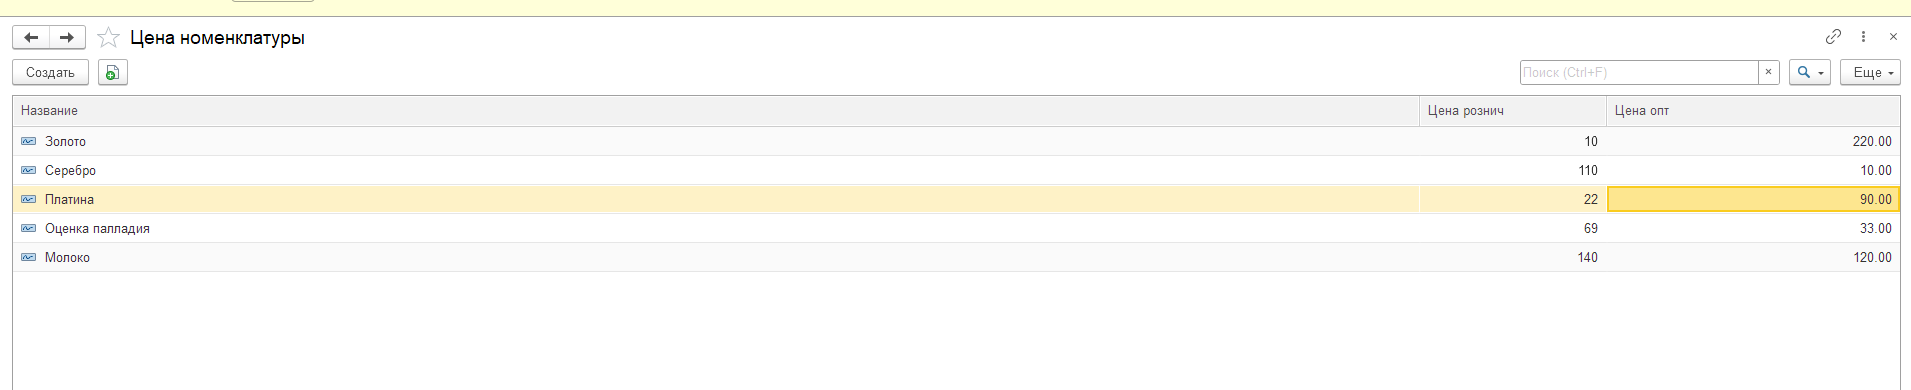 Цена номенклатуры
Создать Поиск (Ctrl+F) × Еще
Название Цена рознич Цена опт
Золото 10 220.00
Серебро 110 10.00
Платина 22 90.00
Оценка палладия 69 33.00
Молоко 140 120.00